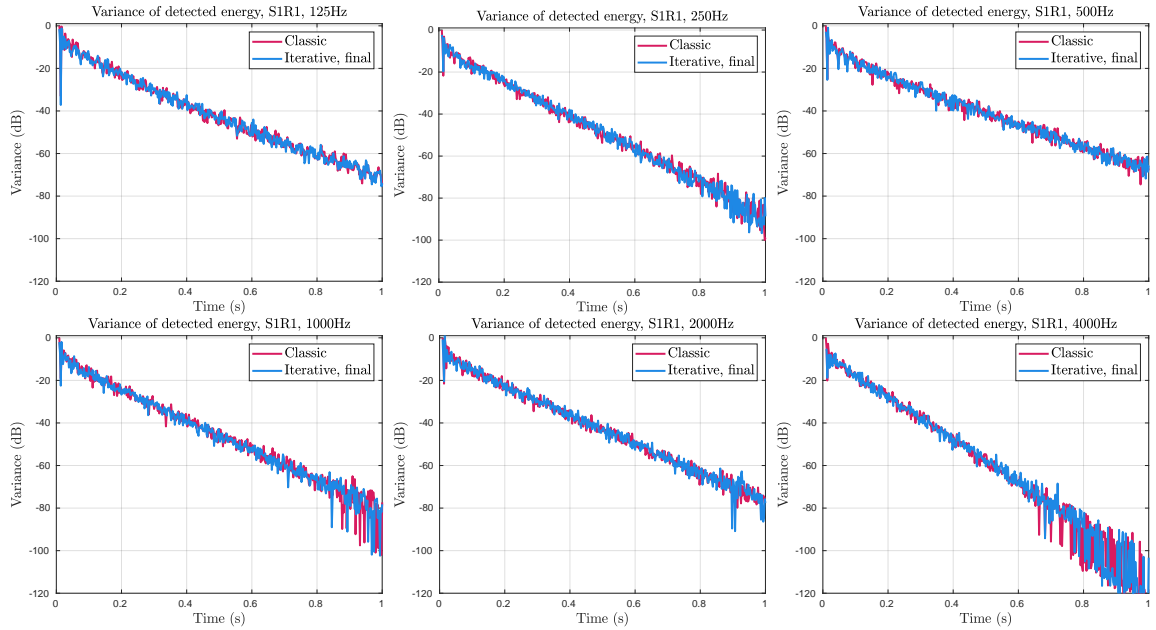 Variance of detected energy, S1R1, 125Hz
Variance (dB)
0
-20
-40
-60
-80
-100
-120
Classic
Iterative, final
0
0.2
0.4
0.6
0.8
1
Time (s)
Variance of detected energy, S1R1, 250Hz
Variance (dB)
0
-20
-40
-60
-80
-100
-120
Classic
Iterative, final
0
0.2
0.4
0.6
0.8
1
Time (s)
Variance of detected energy, S1R1, 500Hz
Variance (dB)
0
-20
-40
-60
-80
-100
-120
Classic
Iterative, final
0
0.2
0.4
0.6
0.8
1
Time (s)
Variance of detected energy, S1R1, 1000Hz
Variance (dB)
0
-20
-40
-60
-80
-100
-120
Classic
Iterative, final
0
0.2
0.4
0.6
0.8
1
Time (s)
Variance of detected energy, S1R1, 2000Hz
Variance (dB)
0
-20
-40
-60
-80
-100
-120
Classic
Iterative, final
0
0.2
0.4
0.6
0.8
1
Time (s)
Variance of detected energy, S1R1, 4000Hz
Variance (dB)
0
-20
-40
-60
-80
-100
-120
Classic
Iterative, final
0
0.2
0.4
0.6
0.8
1
Time (s)